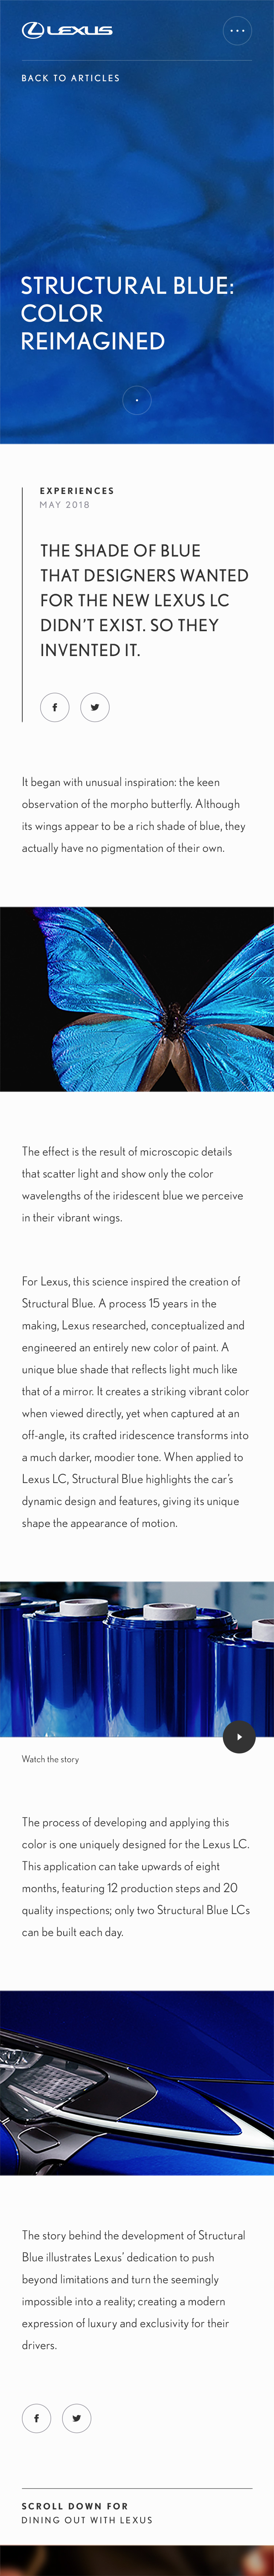 LEXUS
BACK TO ARTICLES
STRUCTURAL BLUE:
COLOR
REIMAGINED
EXPERIENCES
MAY 2018
THE SHADE OF BLUE
THAT DESIGNERS WANTED
FOR THE NEW LEXUS LC
DIDN'T EXIST. SO THEY
INVENTED IT.
It began with unusual inspiration: the keen
observation of the morpho butterfly. Although
its wings appear to be a rich shade of blue, they
actually have no pigmentation of their own.
The effect is the result of microscopic details
that scatter light and show only the color
wavelengths of the iridescent blue we perceive
in their vibrant wings.
For Lexus, this science inspired the creation of
Structural Blue. A process 15 years in the
making, Lexus researched, conceptualized and
engineered an entirely new color of paint. A
unique blue shade that reflects light much like
that of a mirror. It creates a striking vibrant color
when viewed directly, yet when captured at an
off-angle, its crafted iridescence transforms into
a much darker, moodier tone. When applied to
Lexus LC, Structural Blue highlights the car's
dynamic design and features, giving its unique
shape the appearance of motion.
Watch the story
The process of developing and applying this
color is one uniquely designed for the Lexus LC.
This application can take upwards of eight
months, featuring 12 production steps and 20
quality inspections; only two Structural Blue LCs
can be built each day.
The story behind the development of Structural
Blue illustrates Lexus' dedication to push
beyond limitations and turn the seemingly
impossible into a reality; creating a modern
expression of luxury and exclusivity for their
drivers.
SCROLL DOWN FOR
DINING OUT WITH LEXUS